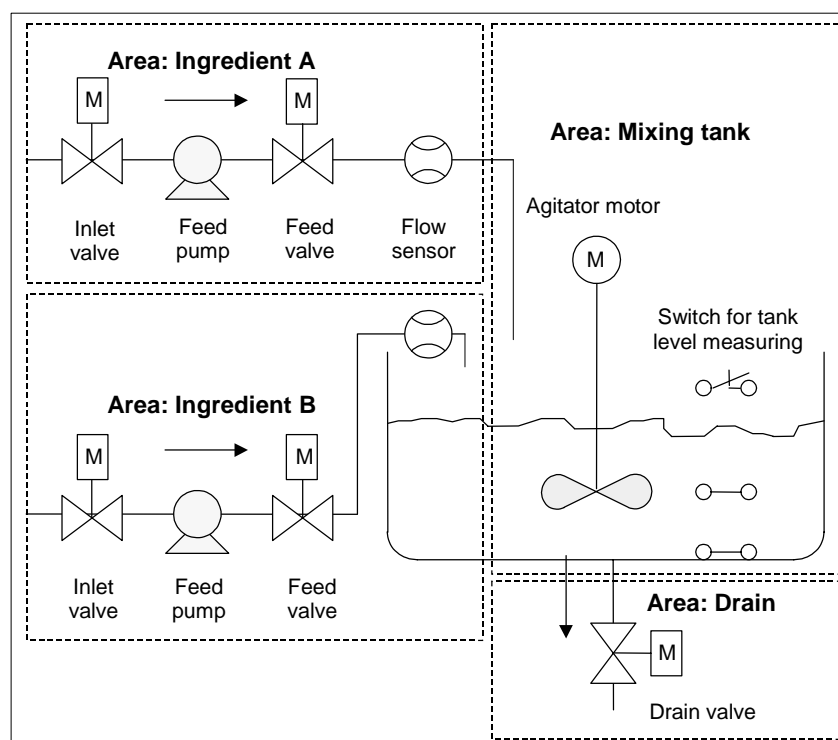 Area: Ingredient A
M
M
Inlet
valve
Feed
pump
Feed
valve
Flow
sensor
Area: Mixing tank
Agitator motor
M
Switch for tank
level measuring
Area: Ingredient B
M
M
Inlet
valve
Feed
pump
Feed
valve
Area: Drain
M
Drain valve